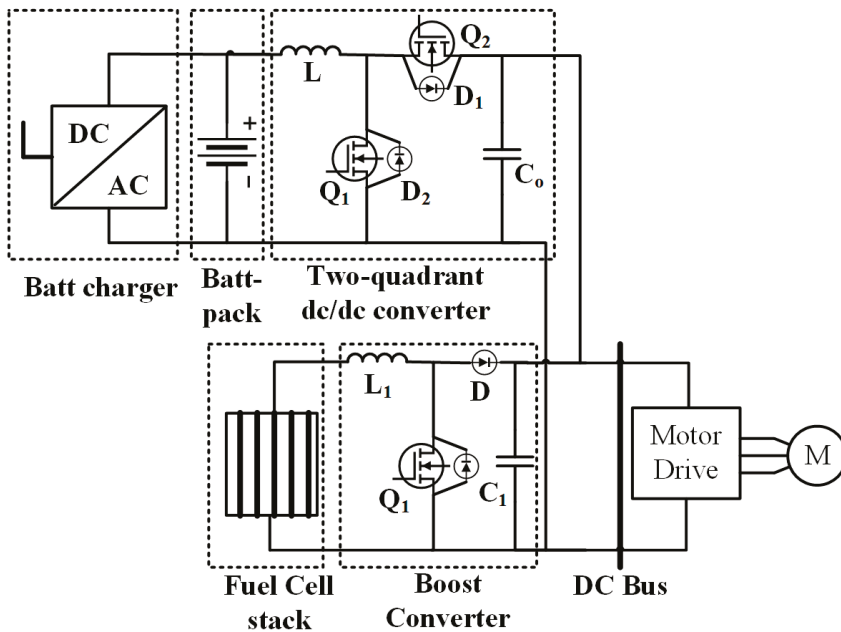 DC
AC
+
-
L
Q₂
D₁
Q₁
D₂
Cₒ
Batt charger
Batt-
pack
Two-quadrant
dc/dc converter
L₁
D
Q₁
C₁
Motor
Drive
M
Fuel Cell
stack
Boost
Converter
DC Bus